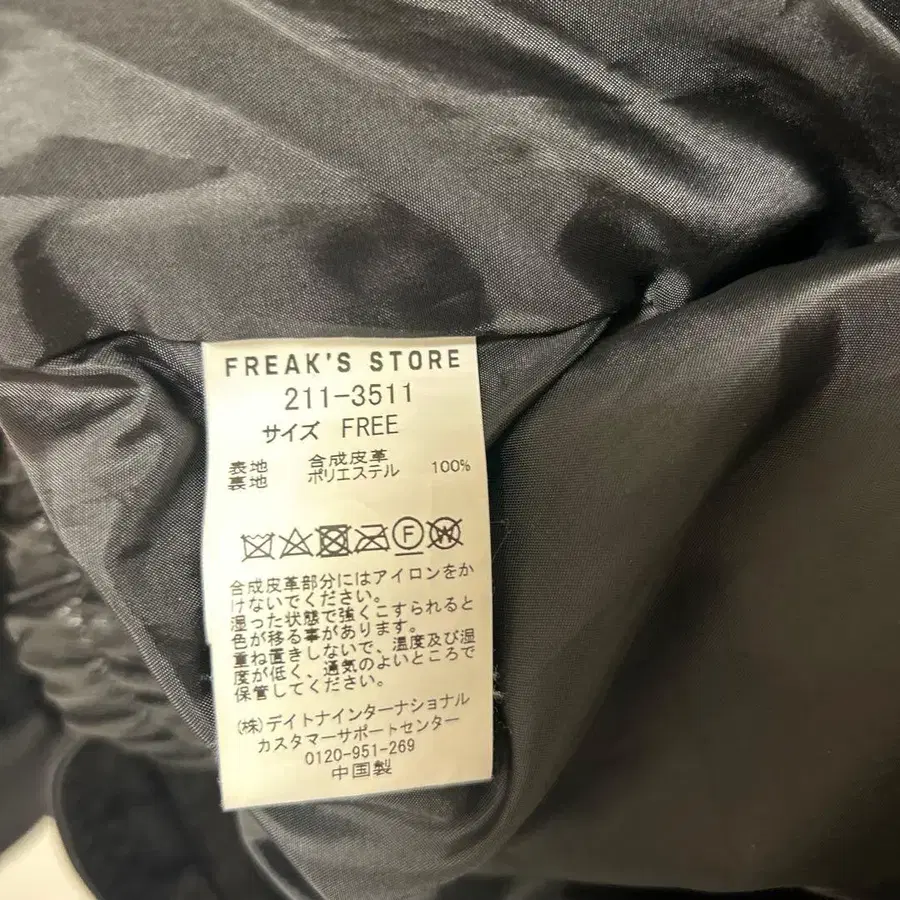 FREAK'S STORE
211-3511
サイズ FREE
表地 合成皮革
裏地 ポリエステル 100%
F W
合成皮革部分にはアイロンをか
けないでください。
湿った状態で強くこすられると
色が移る事があります。
重ね置きしないで、温度及び湿
度が低く、通気のよいところで
保管してください。
(株)デイトナインターナショナル
カスタマーサポートセンター
0120-951-269
中国製